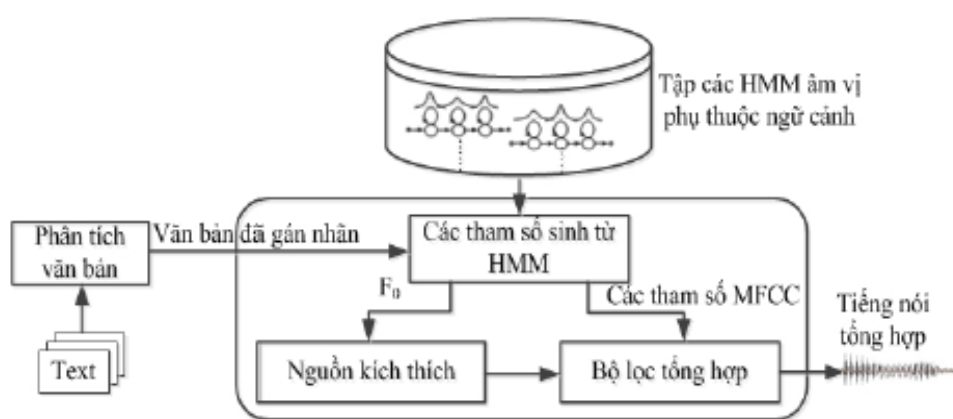 Tập các HMM âm vị
phụ thuộc ngữ cảnh
Phân tích
văn bản
Văn bản đã gán nhãn
Các tham số sinh từ
HMM
F₀
Các tham số MFCC
Text
Nguồn kích thích
Bộ lọc tổng hợp
Tiếng nói
tổng hợp